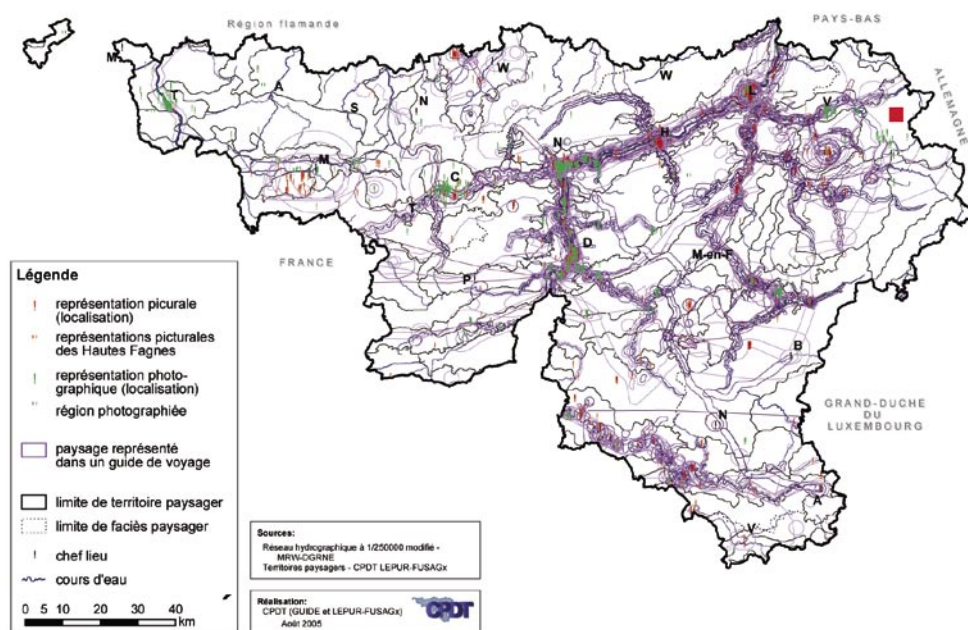 Région flamande
PAYS-BAS
ALLEMAGNE
M
A
T
S
N
W
W
L
V
H
N
M
C
T
D
FRANCE
M-en-F
P
B
N
GRAND-DUCHE
DU
LUXEMBOURG
A
V
Légende
représentation picurale
(localisation)
représentations picturales
des Hautes Fagnes
représentation photo-
graphique (localisation)
région photographiée
paysage représenté
dans un guide de voyage
limite de territoire paysager
limite de faciès paysager
chef lieu
cours d'eau
0 5 10 20 30 40
km
Sources:
Réseau hydrographique à 1/250000 modifié -
MRW-DGRNE
Territoires paysagers - CPDT LEPUR-FUSAGx
Réalisation:
CPDT (GUIDE et LEPUR-FUSAGx)
Août 2005
CPDT